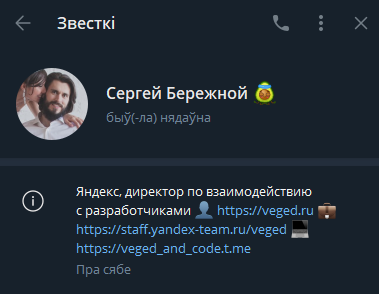 Звесткі
Сергей Бережной
быў(-ла) нядаўна
Яндекс, директор по взаимодействию
с разработчиками 👤 https://veged.ru 💼
https://staff.yandex-team.ru/veged 💻
https://veged_and_code.t.me
Пра сябе